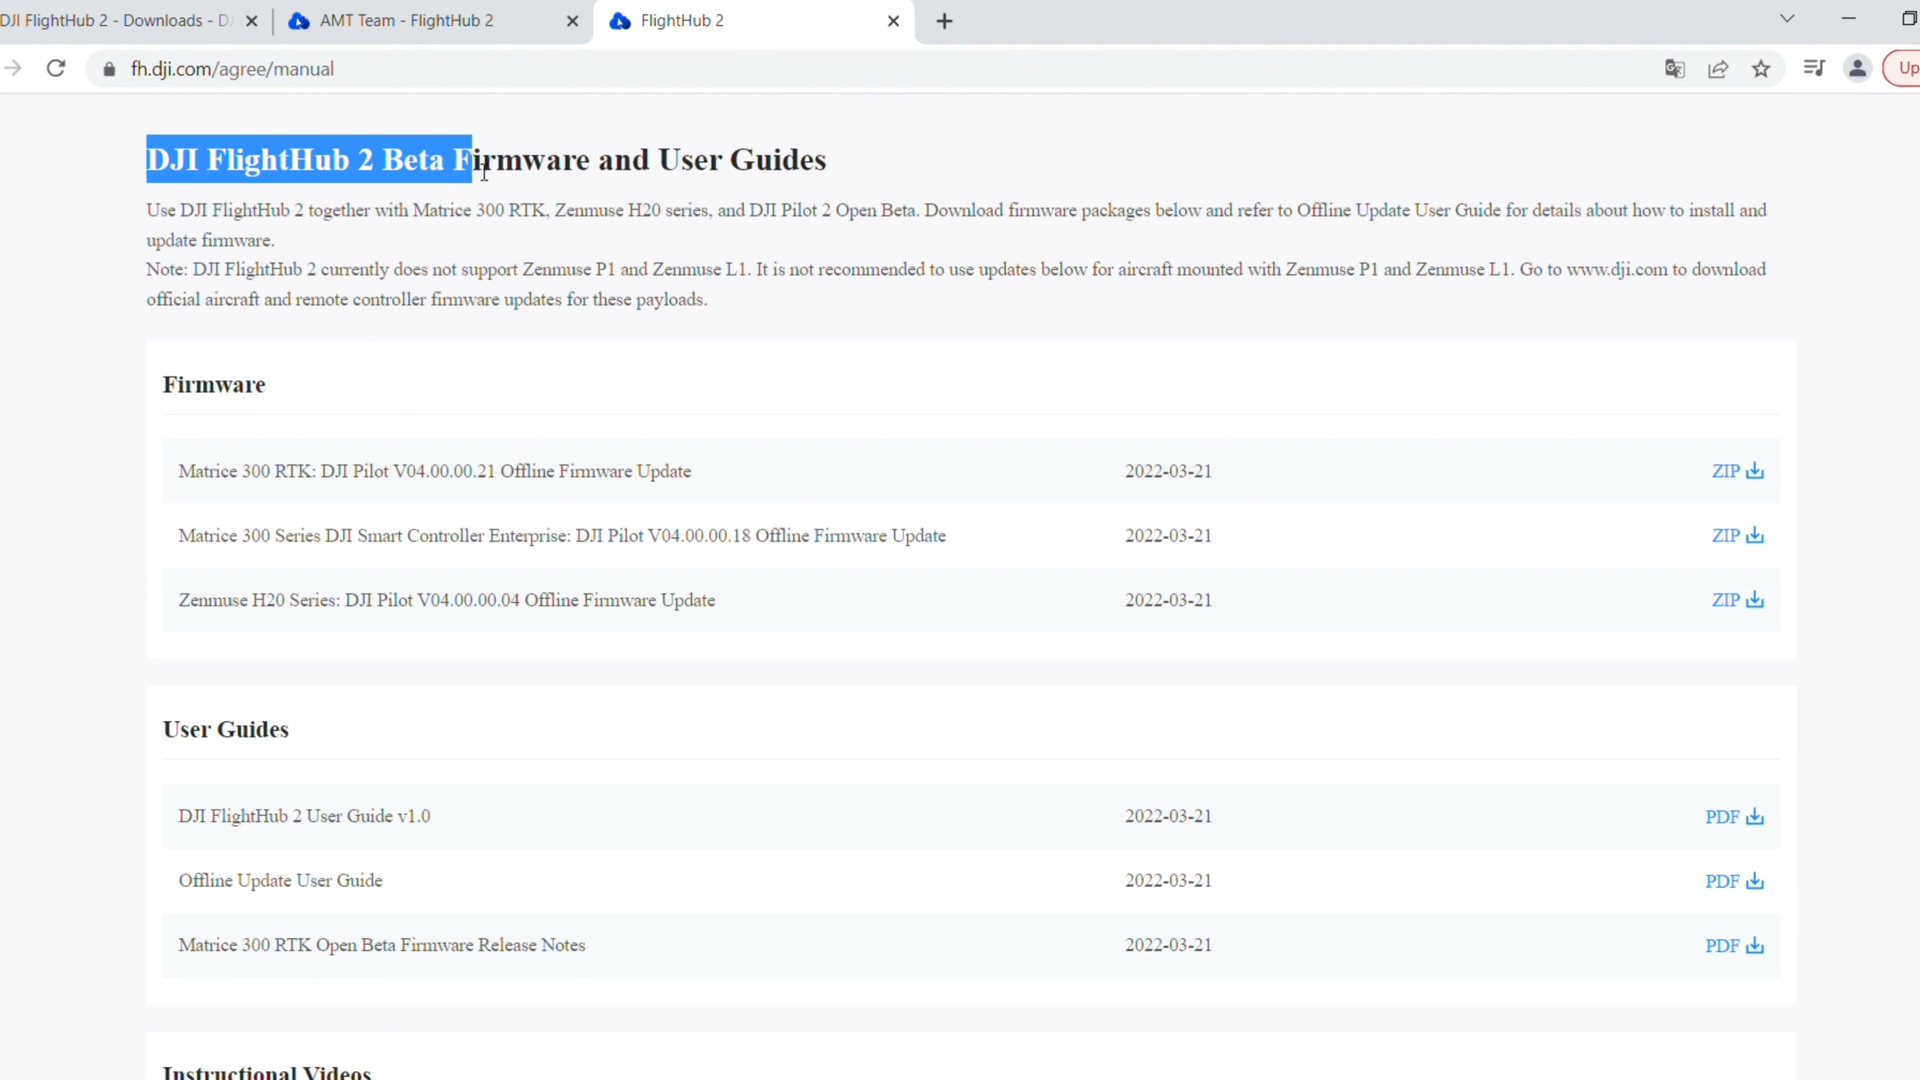 DJI FlightHub 2 - Downloads - D
AMT Team - FlightHub 2
FlightHub 2
fh.dji.com/agree/manual
Up
DJI FlightHub 2 Beta Firmware and User Guides
Use DJI FlightHub 2 together with Matrice 300 RTK, Zenmuse H20 series, and DJI Pilot 2 Open Beta. Download firmware packages below and refer to Offline Update User Guide for details about how to install and
update firmware.
Note: DJI FlightHub 2 currently does not support Zenmuse P1 and Zenmuse L1. It is not recommended to use updates below for aircraft mounted with Zenmuse P1 and Zenmuse L1. Go to www.dji.com to download
official aircraft and remote controller firmware updates for these payloads.
Firmware
Matrice 300 RTK: DJI Pilot V04.00.00.21 Offline Firmware Update 2022-03-21 ZIP
Matrice 300 Series DJI Smart Controller Enterprise: DJI Pilot V04.00.00.18 Offline Firmware Update 2022-03-21 ZIP
Zenmuse H20 Series: DJI Pilot V04.00.00.04 Offline Firmware Update 2022-03-21 ZIP
User Guides
DJI FlightHub 2 User Guide v1.0 2022-03-21 PDF
Offline Update User Guide 2022-03-21 PDF
Matrice 300 RTK Open Beta Firmware Release Notes 2022-03-21 PDF
Instructional Videos